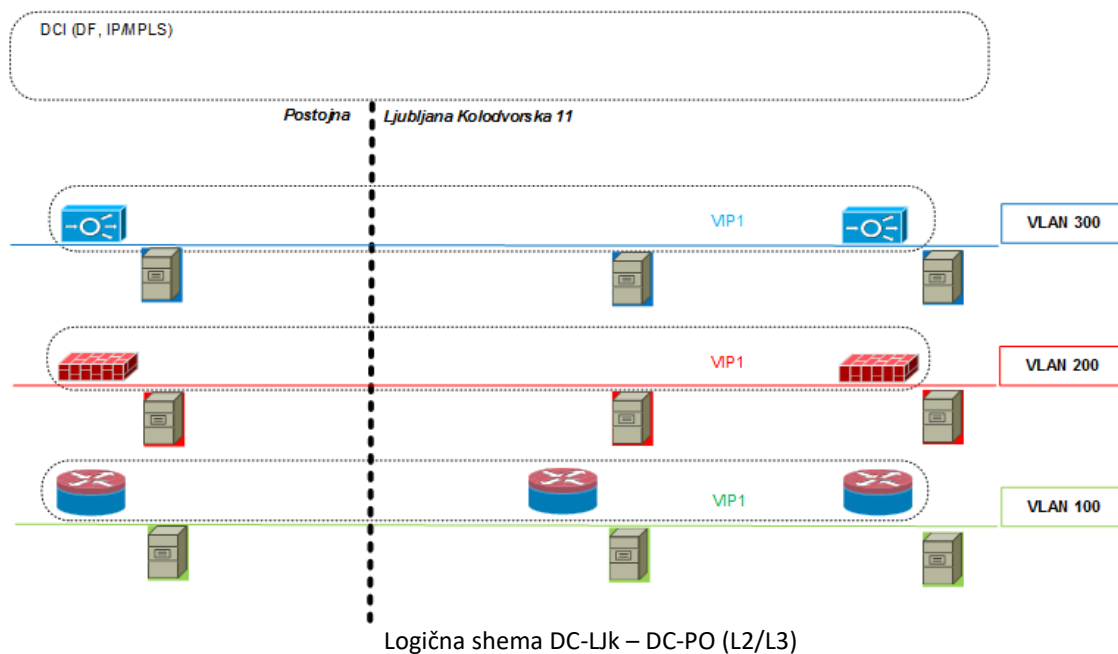 DCI (DF, IP/MPLS)
Postojna
Ljubljana Kolodvorska 11
VIP1
VLAN 300
VIP1
VLAN 200
VIP1
VLAN 100
Logična shema DC-LJk – DC-PO (L2/L3)